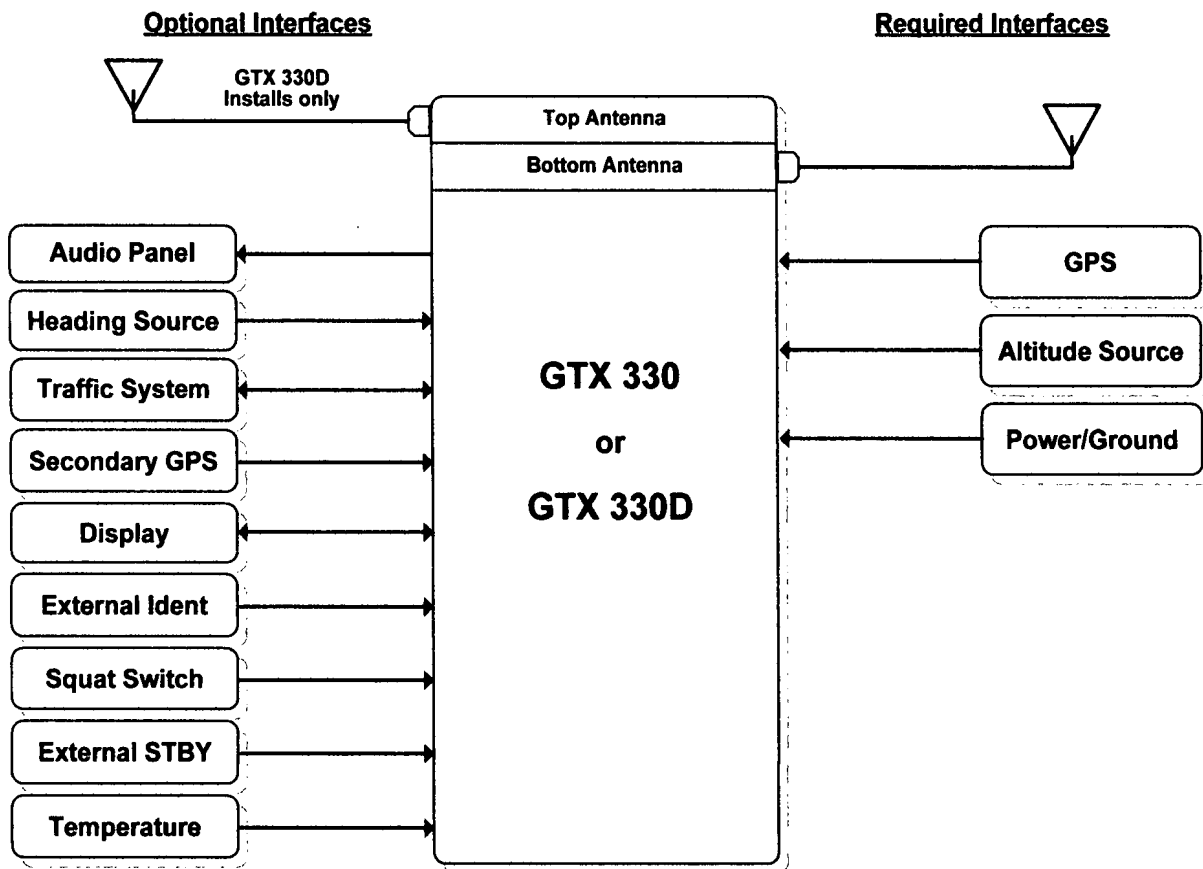 Optional Interfaces
Required Interfaces
GTX 330D
Installs only
Top Antenna
Bottom Antenna
Audio Panel
Heading Source
Traffic System
Secondary GPS
Display
External Ident
Squat Switch
External STBY
Temperature
GTX 330
or
GTX 330D
GPS
Altitude Source
Power/Ground